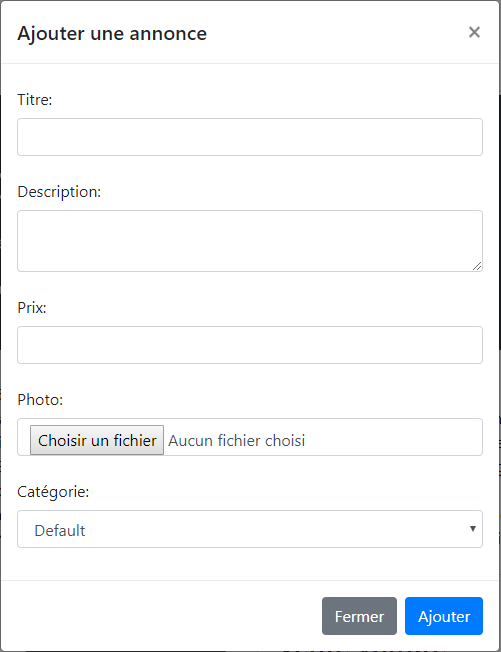 Ajouter une annonce ×
Titre:
Description:
Prix:
Photo:
Choisir un fichier Aucun fichier choisi
Catégorie:
Default
Fermer Ajouter